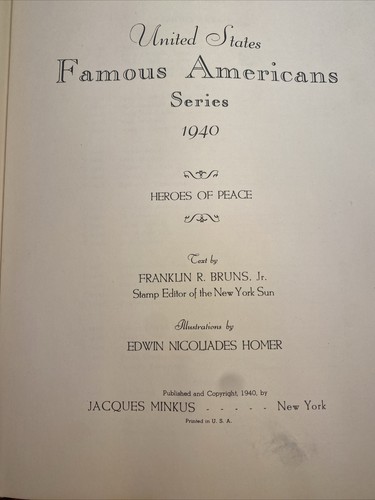 United States
Famous Americans
Series
1940
HEROES OF PEACE
Text by
FRANKLIN R. BRUNS, Jr.
Stamp Editor of the New York Sun
Illustrations by
EDWIN NICOLIADES HOMER
Published and Copyright, 1940, by
JACQUES MINKUS - - - - - New York
Printed in U. S. A.